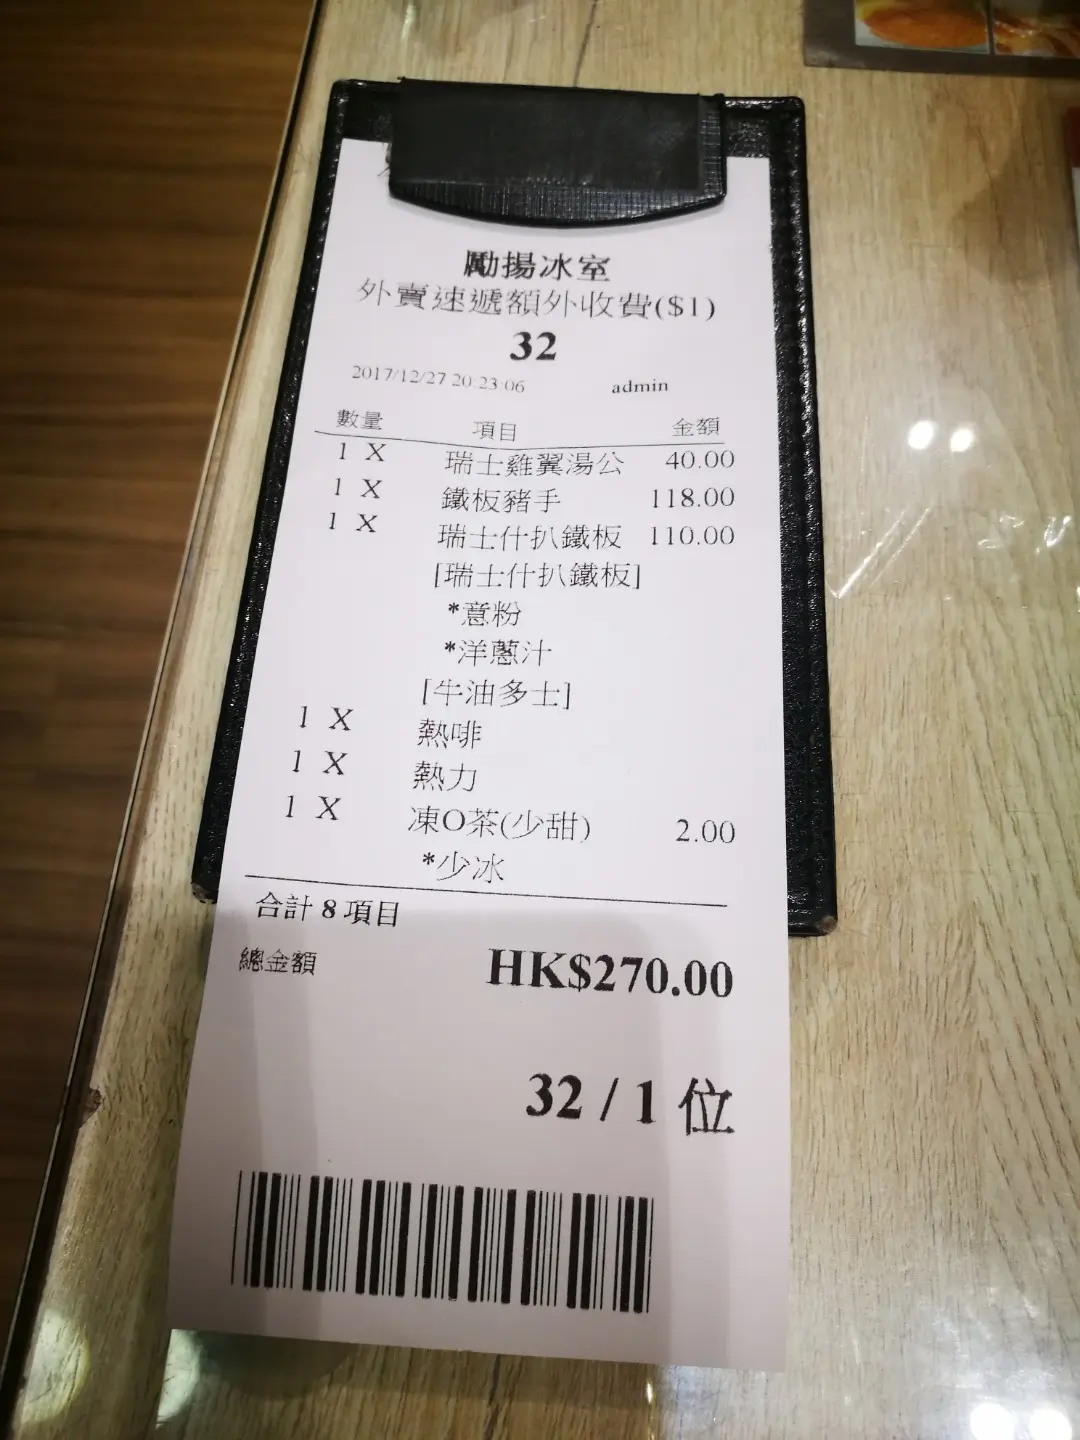 勵揚冰室
外賣速遞額外收費($1)
32
2017/12/27 20:23:06 admin
數量 項目 金額
1 X 瑞士雞翼湯公 40.00
1 X 鐵板豬手 118.00
1 X 瑞士什扒鐵板 110.00
[瑞士什扒鐵板]
*意粉
*洋蔥汁
[牛油多士]
1 X 熱啡
1 X 熱力
1 X 凍O茶(少甜) 2.00
*少冰
合計 8 項目
總金額 HK$270.00
32 / 1 位